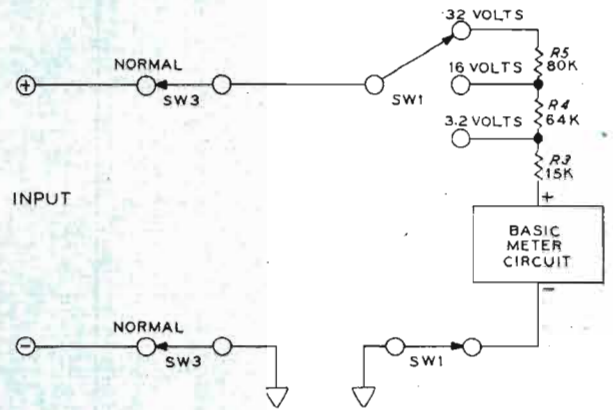 32 VOLTS
R5
80K
NORMAL
16 VOLTS
+
SW3
SW1
R4
64K
3.2 VOLTS
R3
15K
INPUT
+
BASIC
METER
CIRCUIT
−
NORMAL
−
SW3
SW1